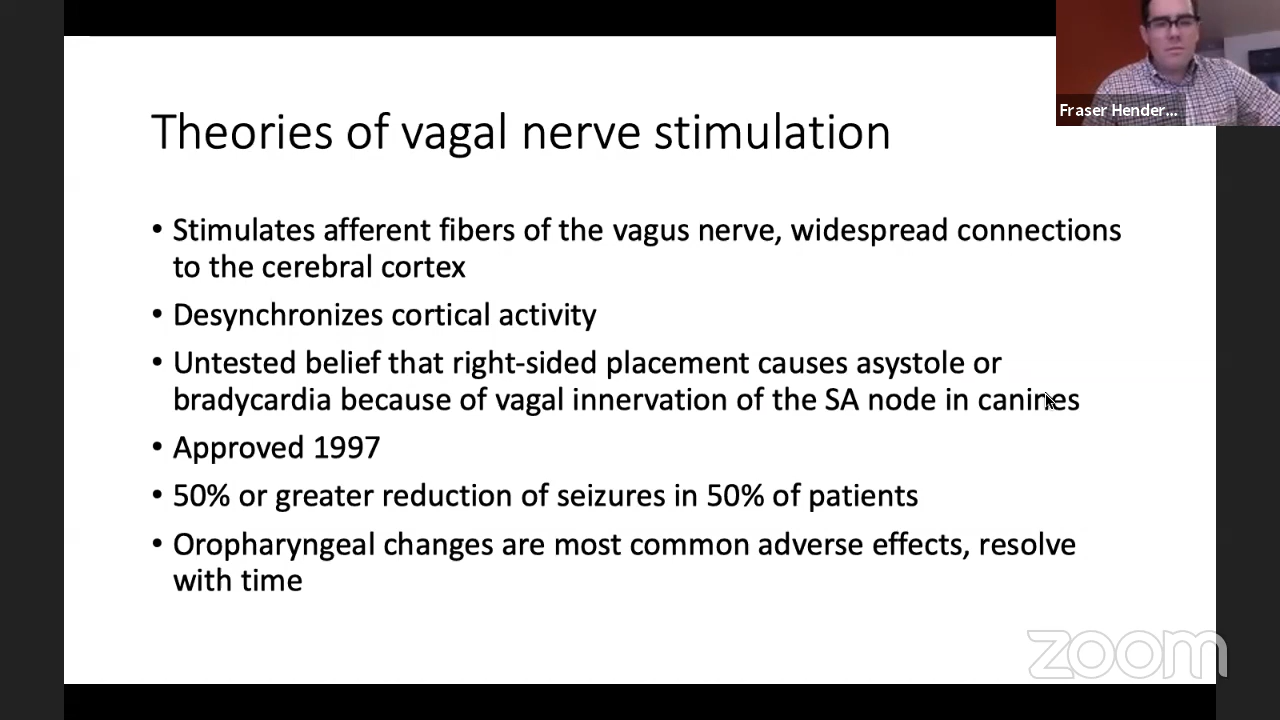 Fraser Hender...
Theories of vagal nerve stimulation
• Stimulates afferent fibers of the vagus nerve, widespread connections
to the cerebral cortex
• Desynchronizes cortical activity
• Untested belief that right-sided placement causes asystole or
bradycardia because of vagal innervation of the SA node in canines
• Approved 1997
• 50% or greater reduction of seizures in 50% of patients
• Oropharyngeal changes are most common adverse effects, resolve
with time
zoom